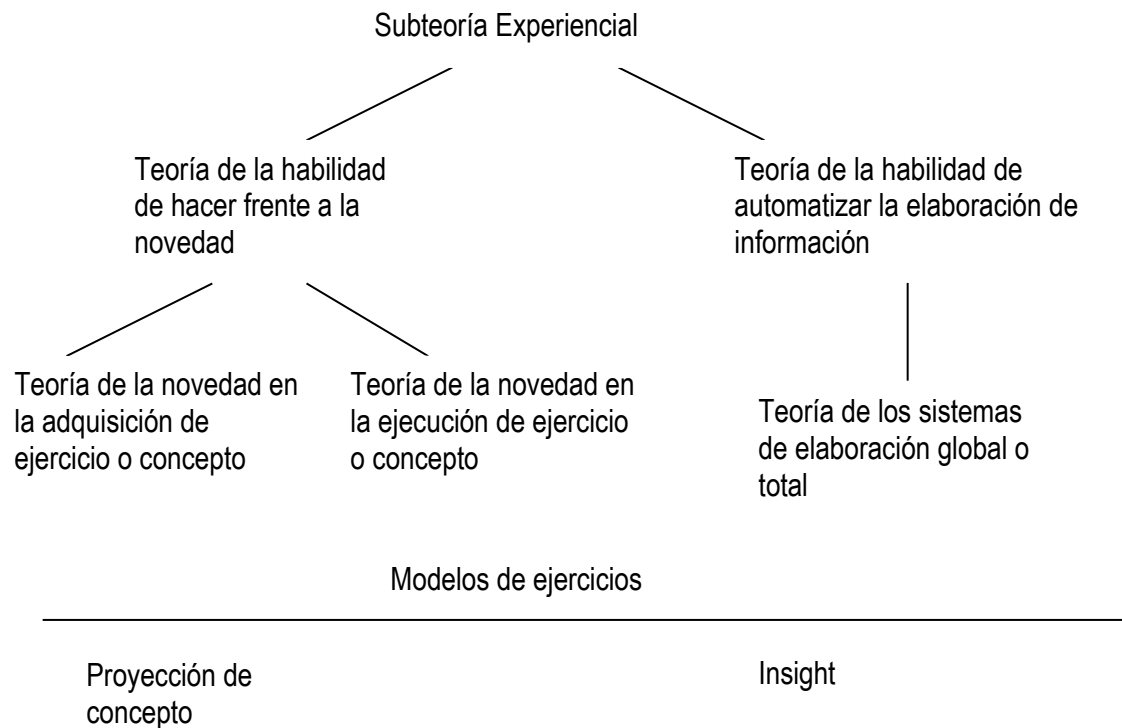 Subteoría Experiencial
Teoría de la habilidad
de hacer frente a la
novedad
Teoría de la habilidad de
automatizar la elaboración de
información
Teoría de la novedad en
la adquisición de
ejercicio o concepto
Teoría de la novedad en
la ejecución de ejercicio
o concepto
Teoría de los sistemas
de elaboración global o
total
Modelos de ejercicios
Proyección de
concepto
Insight